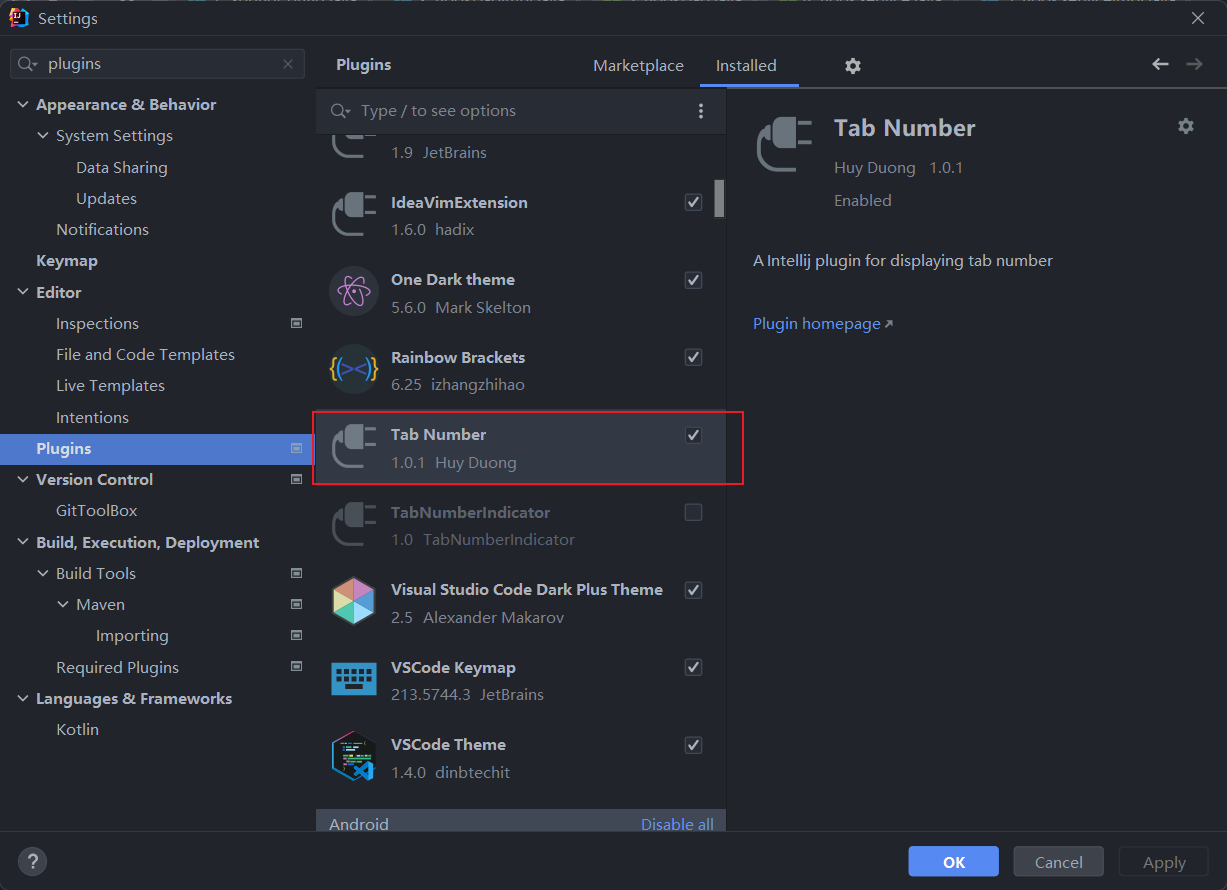 Settings
plugins
Appearance & Behavior
System Settings
Data Sharing
Updates
Notifications
Keymap
Editor
Inspections
File and Code Templates
Live Templates
Intentions
Plugins
Version Control
GitToolBox
Build, Execution, Deployment
Build Tools
Maven
Importing
Required Plugins
Languages & Frameworks
Kotlin
Plugins
Marketplace
Installed
Type / to see options
1.9 JetBrains
IdeaVimExtension
1.6.0 hadix
One Dark theme
5.6.0 Mark Skelton
Rainbow Brackets
6.25 izhangzhihao
Tab Number
1.0.1 Huy Duong
TabNumberIndicator
1.0 TabNumberIndicator
Visual Studio Code Dark Plus Theme
2.5 Alexander Makarov
VSCode Keymap
213.5744.3 JetBrains
VSCode Theme
1.4.0 dinbtechit
Android Disable all
Tab Number
Huy Duong 1.0.1
Enabled
A Intellij plugin for displaying tab number
Plugin homepage
?
OK
Cancel
Apply